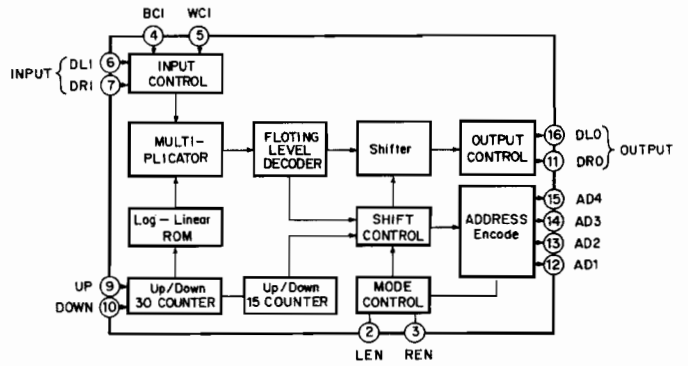 BCI WCI
4 5
INPUT { DLI 6 INPUT CONTROL
DRI 7
MULTI-
PLICATOR
FLOTING
LEVEL
DECODER
Shifter
OUTPUT
CONTROL
16 DLO } OUTPUT
11 DRO
Log-Linear
ROM
SHIFT
CONTROL
ADDRESS
Encode
15 AD4
14 AD3
13 AD2
12 AD1
UP 9
DOWN 10
Up/Down
30 COUNTER
Up/Down
15 COUNTER
MODE
CONTROL
2 3
LEN REN